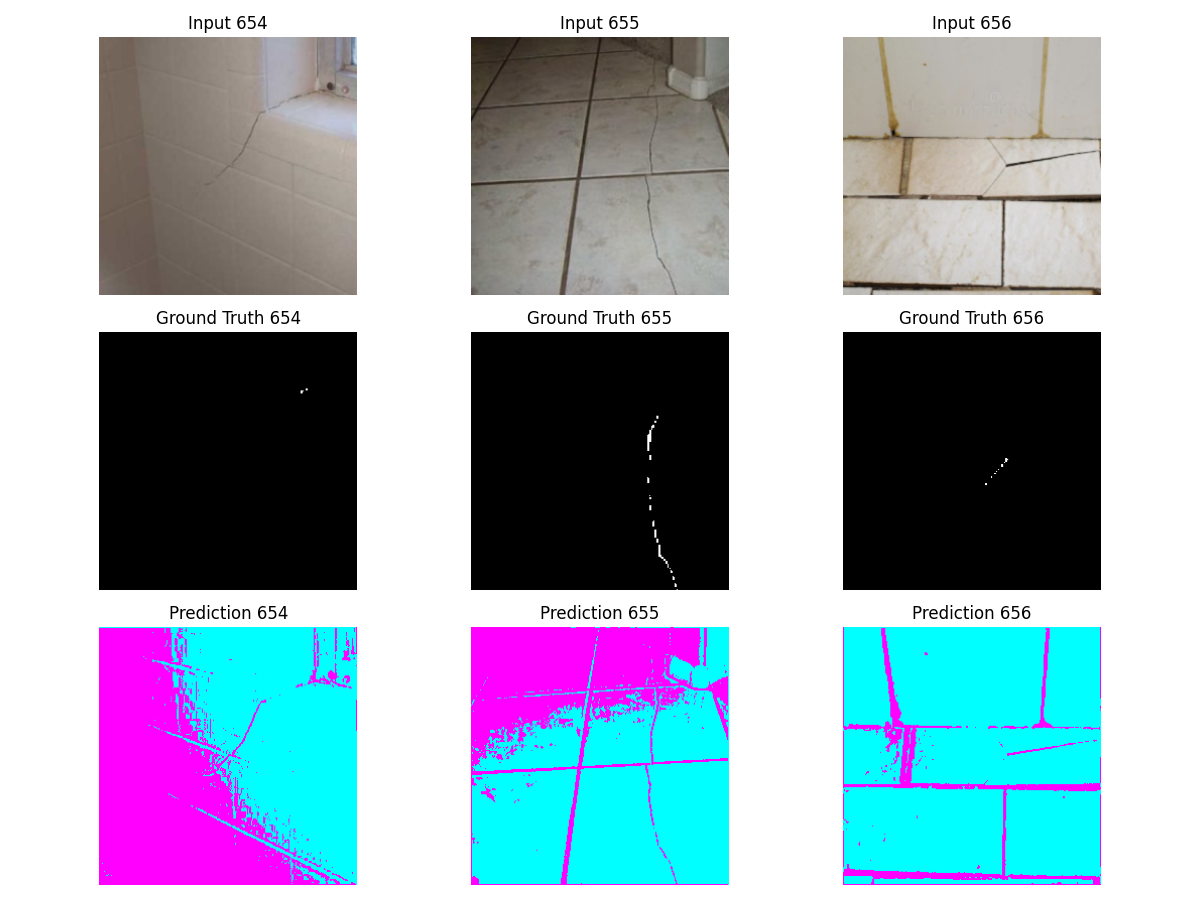 Input 654
Input 655
Input 656
Ground Truth 654
Ground Truth 655
Ground Truth 656
Prediction 654
Prediction 655
Prediction 656